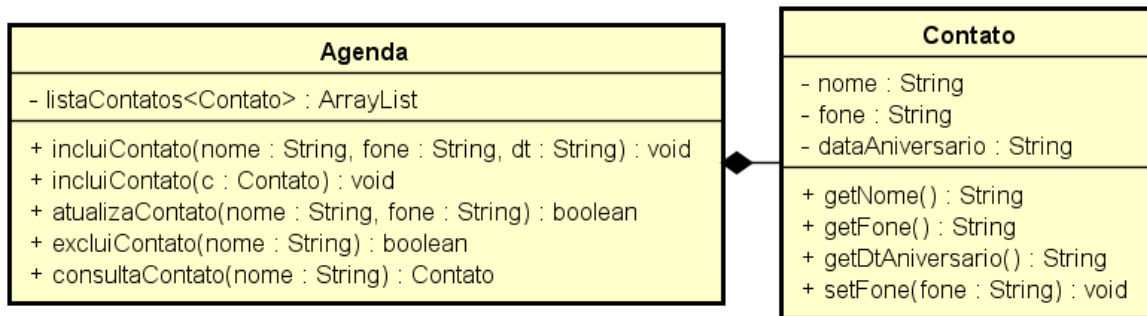 Agenda
- listaContatos<Contato> : ArrayList
+ incluiContato(nome : String, fone : String, dt : String) : void
+ incluiContato(c : Contato) : void
+ atualizaContato(nome : String, fone : String) : boolean
+ excluiContato(nome : String) : boolean
+ consultaContato(nome : String) : Contato
Contato
- nome : String
- fone : String
- dataAniversario : String
+ getNome() : String
+ getFone() : String
+ getDtAniversario() : String
+ setFone(fone : String) : void